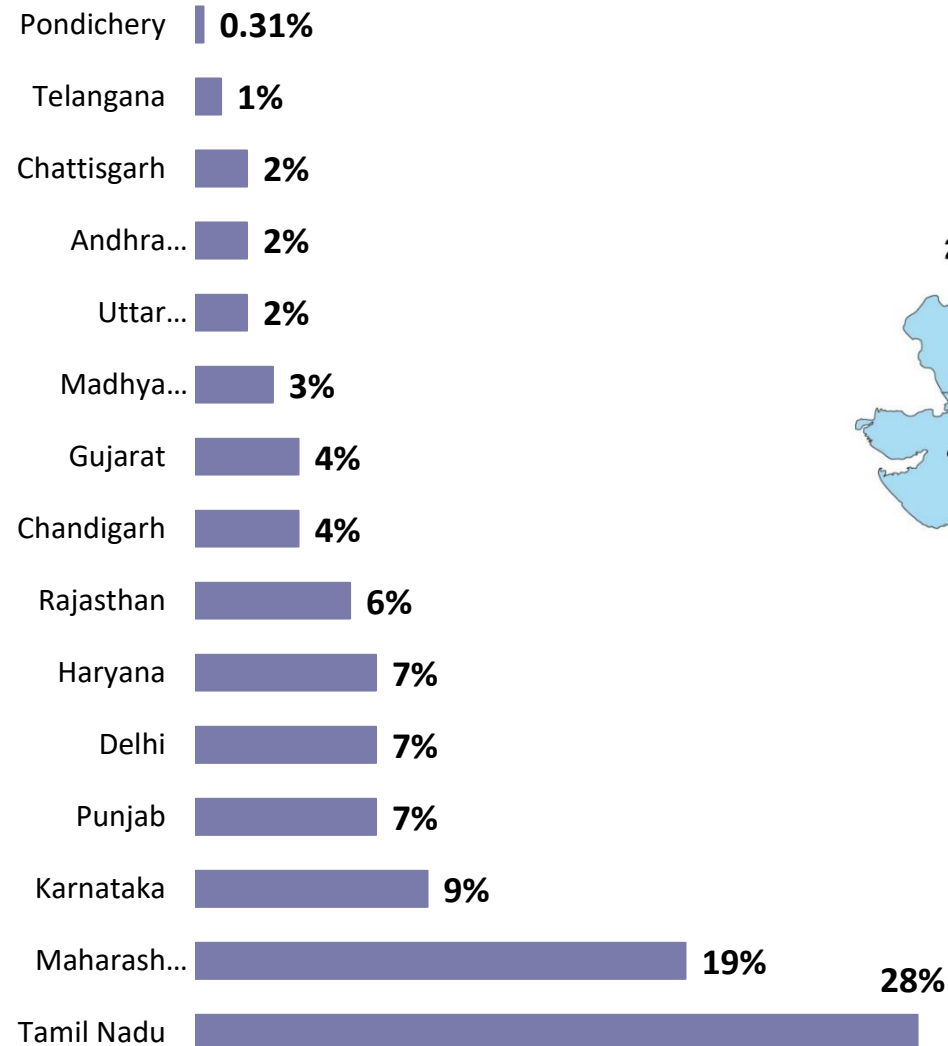 Pondichery 0.31%
Telangana 1%
Chattisgarh 2%
Andhra... 2%
Uttar... 2%
Madhya... 3%
Gujarat 4%
Chandigarh 4%
Rajasthan 6%
Haryana 7%
Delhi 7%
Punjab 7%
Karnataka 9%
Maharash... 19%
Tamil Nadu 28%